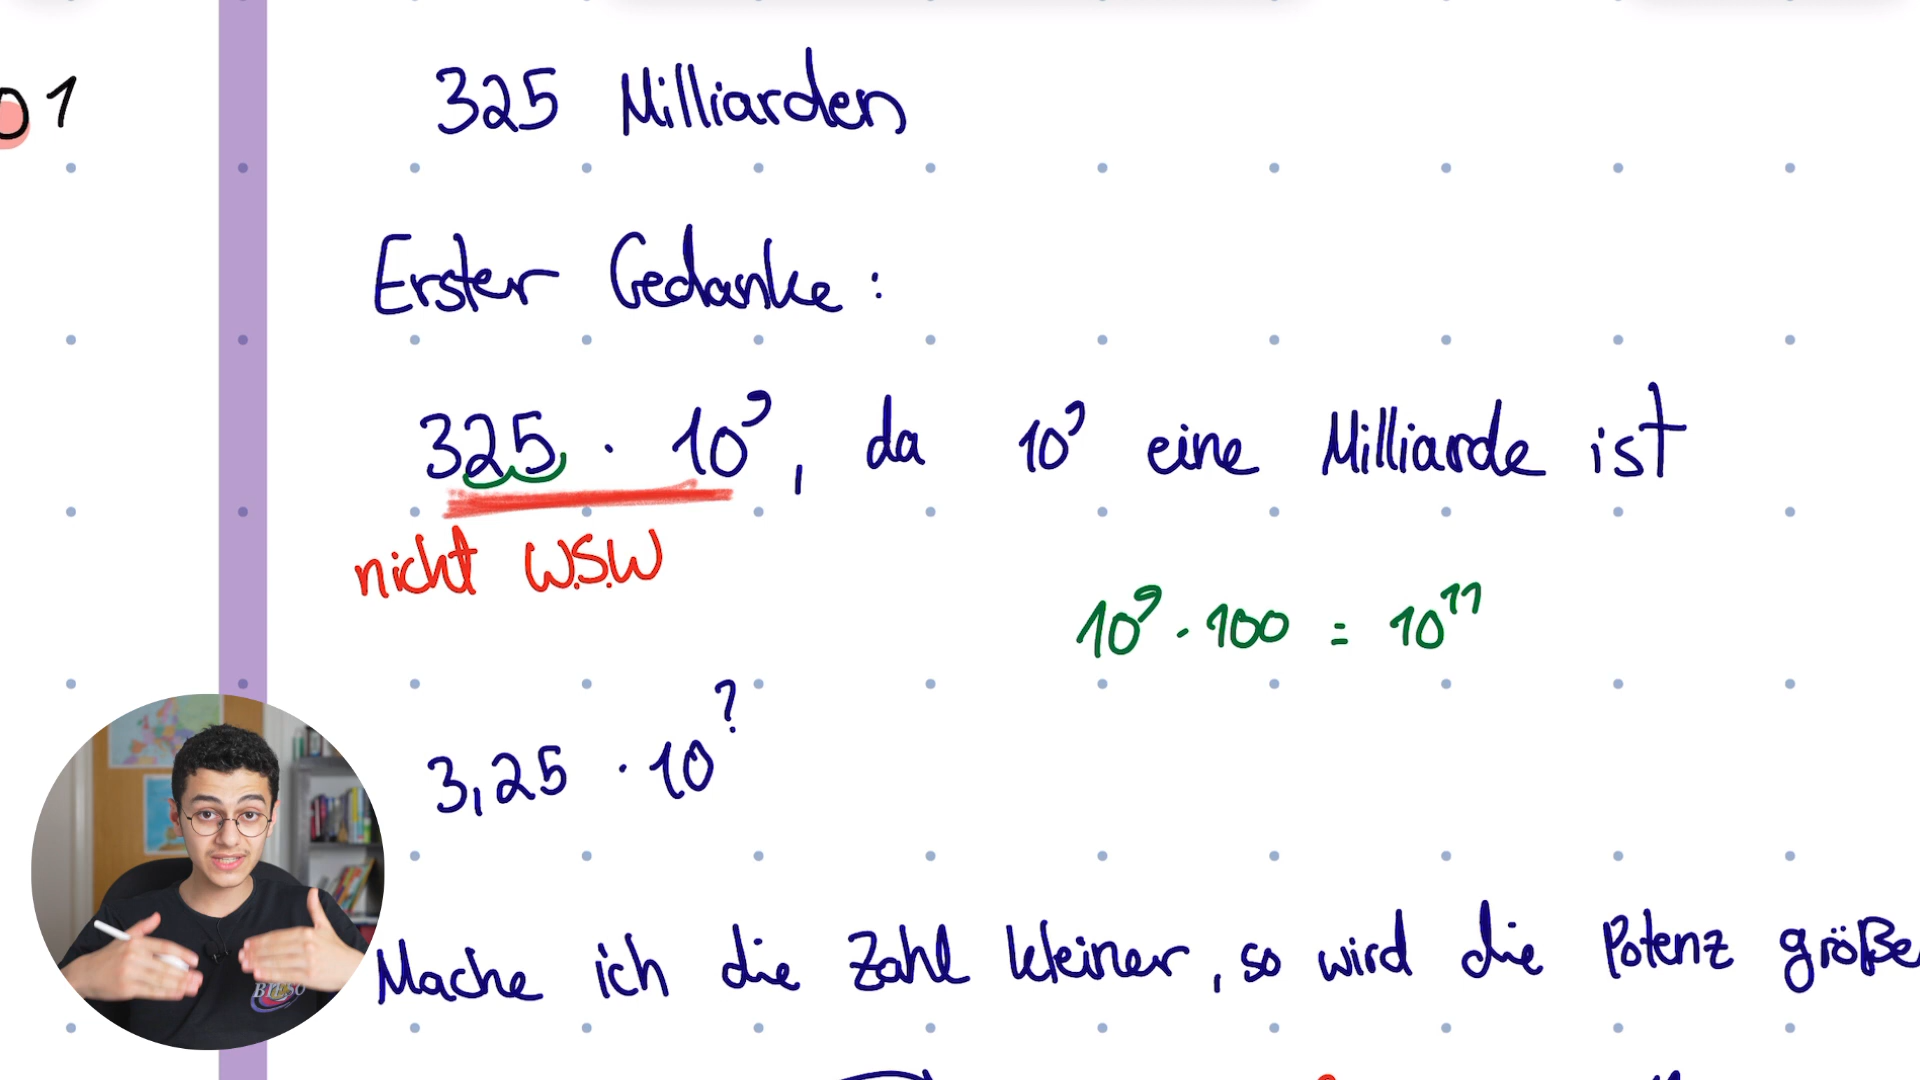 01
325 Milliarden
Erster Gedanke:
325 · 10⁹, da 10⁹ eine Milliarde ist
nicht W.S.W
10⁹ · 100 = 10¹¹
3,25 · 10^?
Mache ich die Zahl kleiner, so wird die Potenz größe